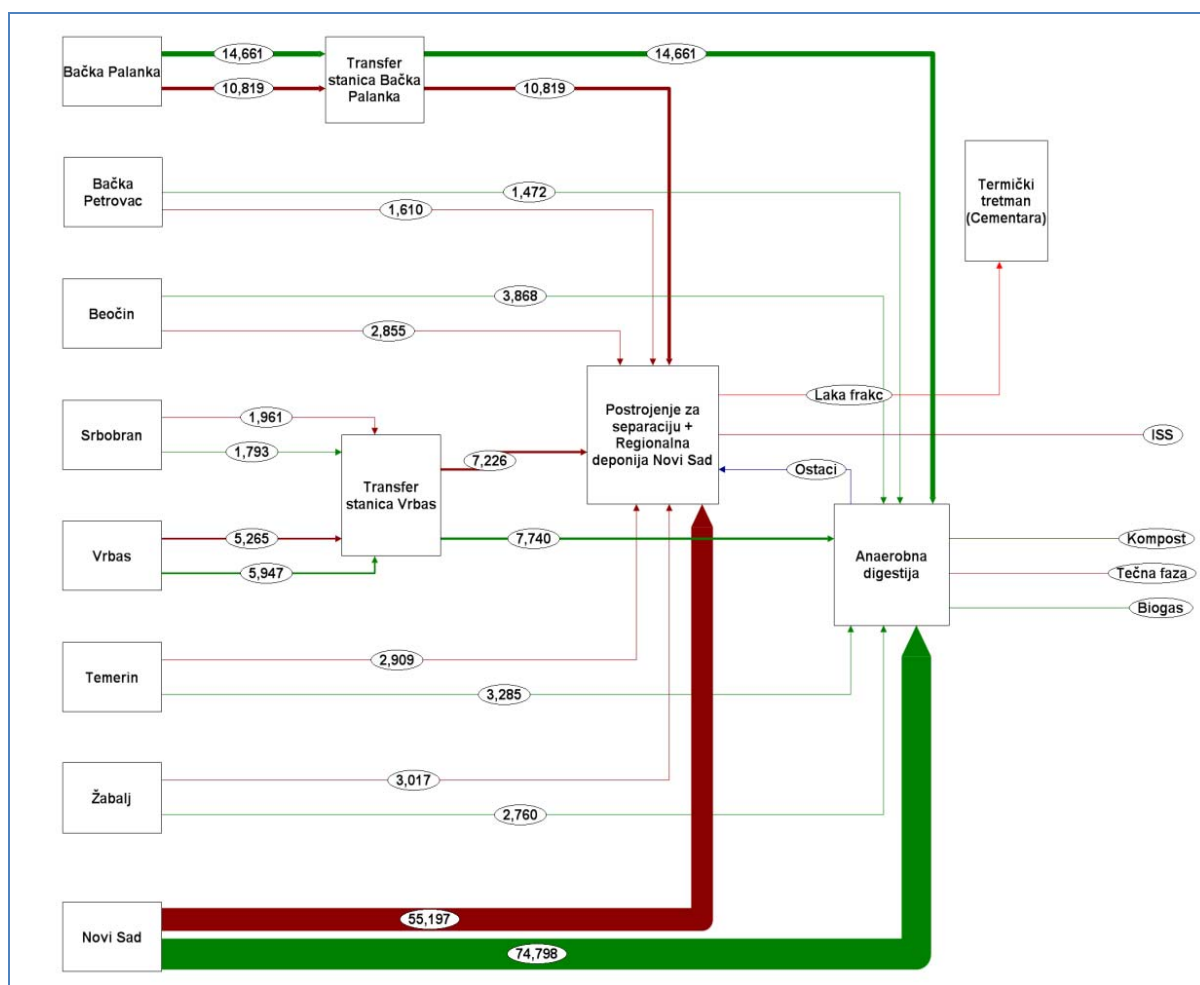 14,661
14,661
Bačka Palanka
Transfer
stanica Bačka
Palanka
10,819
10,819
Bačka
Petrovac
1,472
1,610
Termički
tretman
(Cementara)
Beočin
3,868
2,855
Srbobran
1,961
1,793
Transfer
stanica Vrbas
7,226
Postrojenje za
separaciju +
Regionalna
deponija Novi Sad
Laka frakc
ISS
Ostaci
Vrbas
5,265
5,947
7,740
Anaerobna
digestija
Kompost
Tečna faza
Biogas
Temerin
2,909
3,285
Žabalj
3,017
2,760
Novi Sad
55,197
74,798